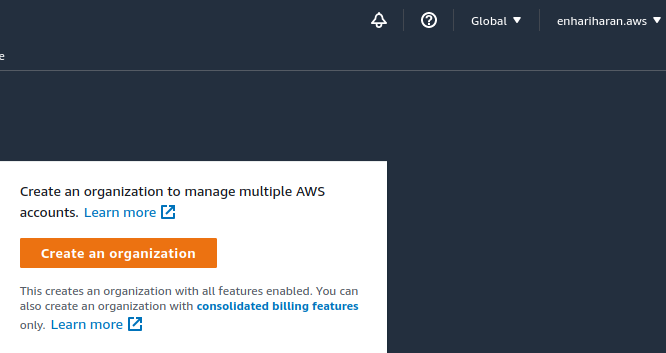 Global
enhariharan.aws
e
Create an organization to manage multiple AWS
accounts. Learn more
Create an organization
This creates an organization with all features enabled. You can
also create an organization with consolidated billing features
only. Learn more